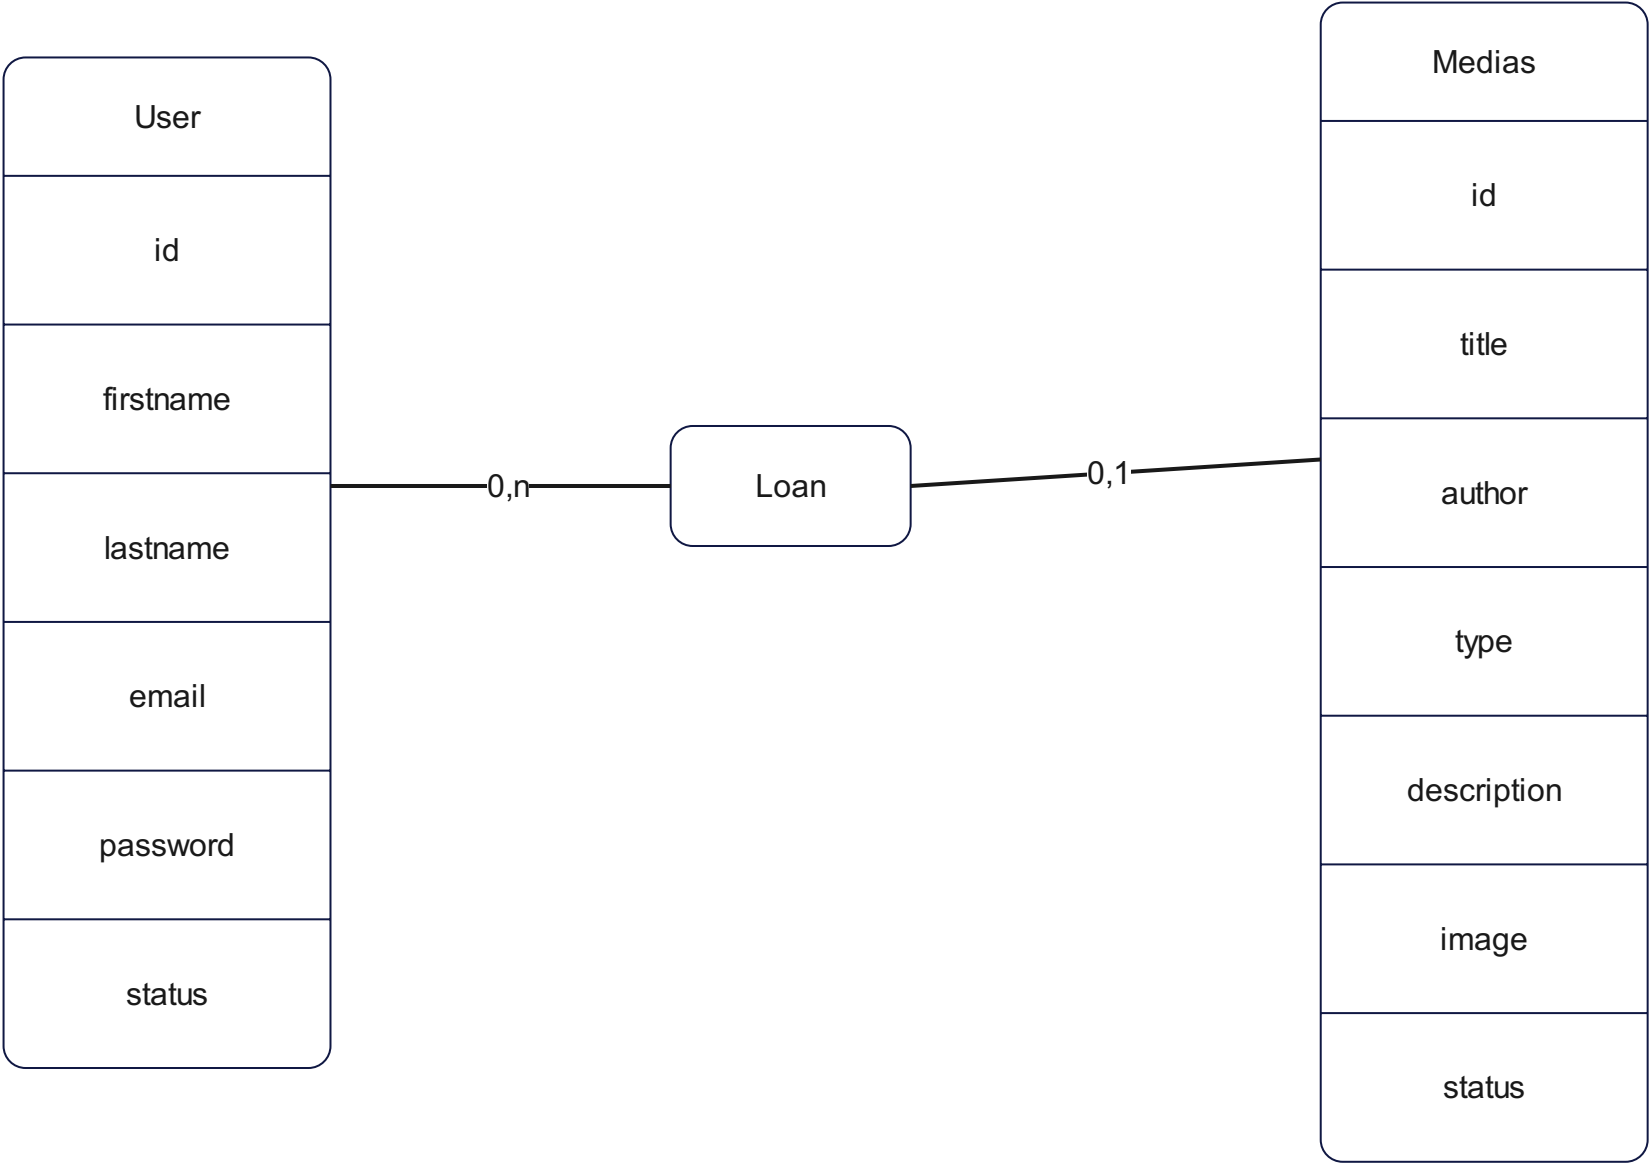 User
id
firstname
lastname
email
password
status
0,n
Loan
0,1
Medias
id
title
author
type
description
image
status